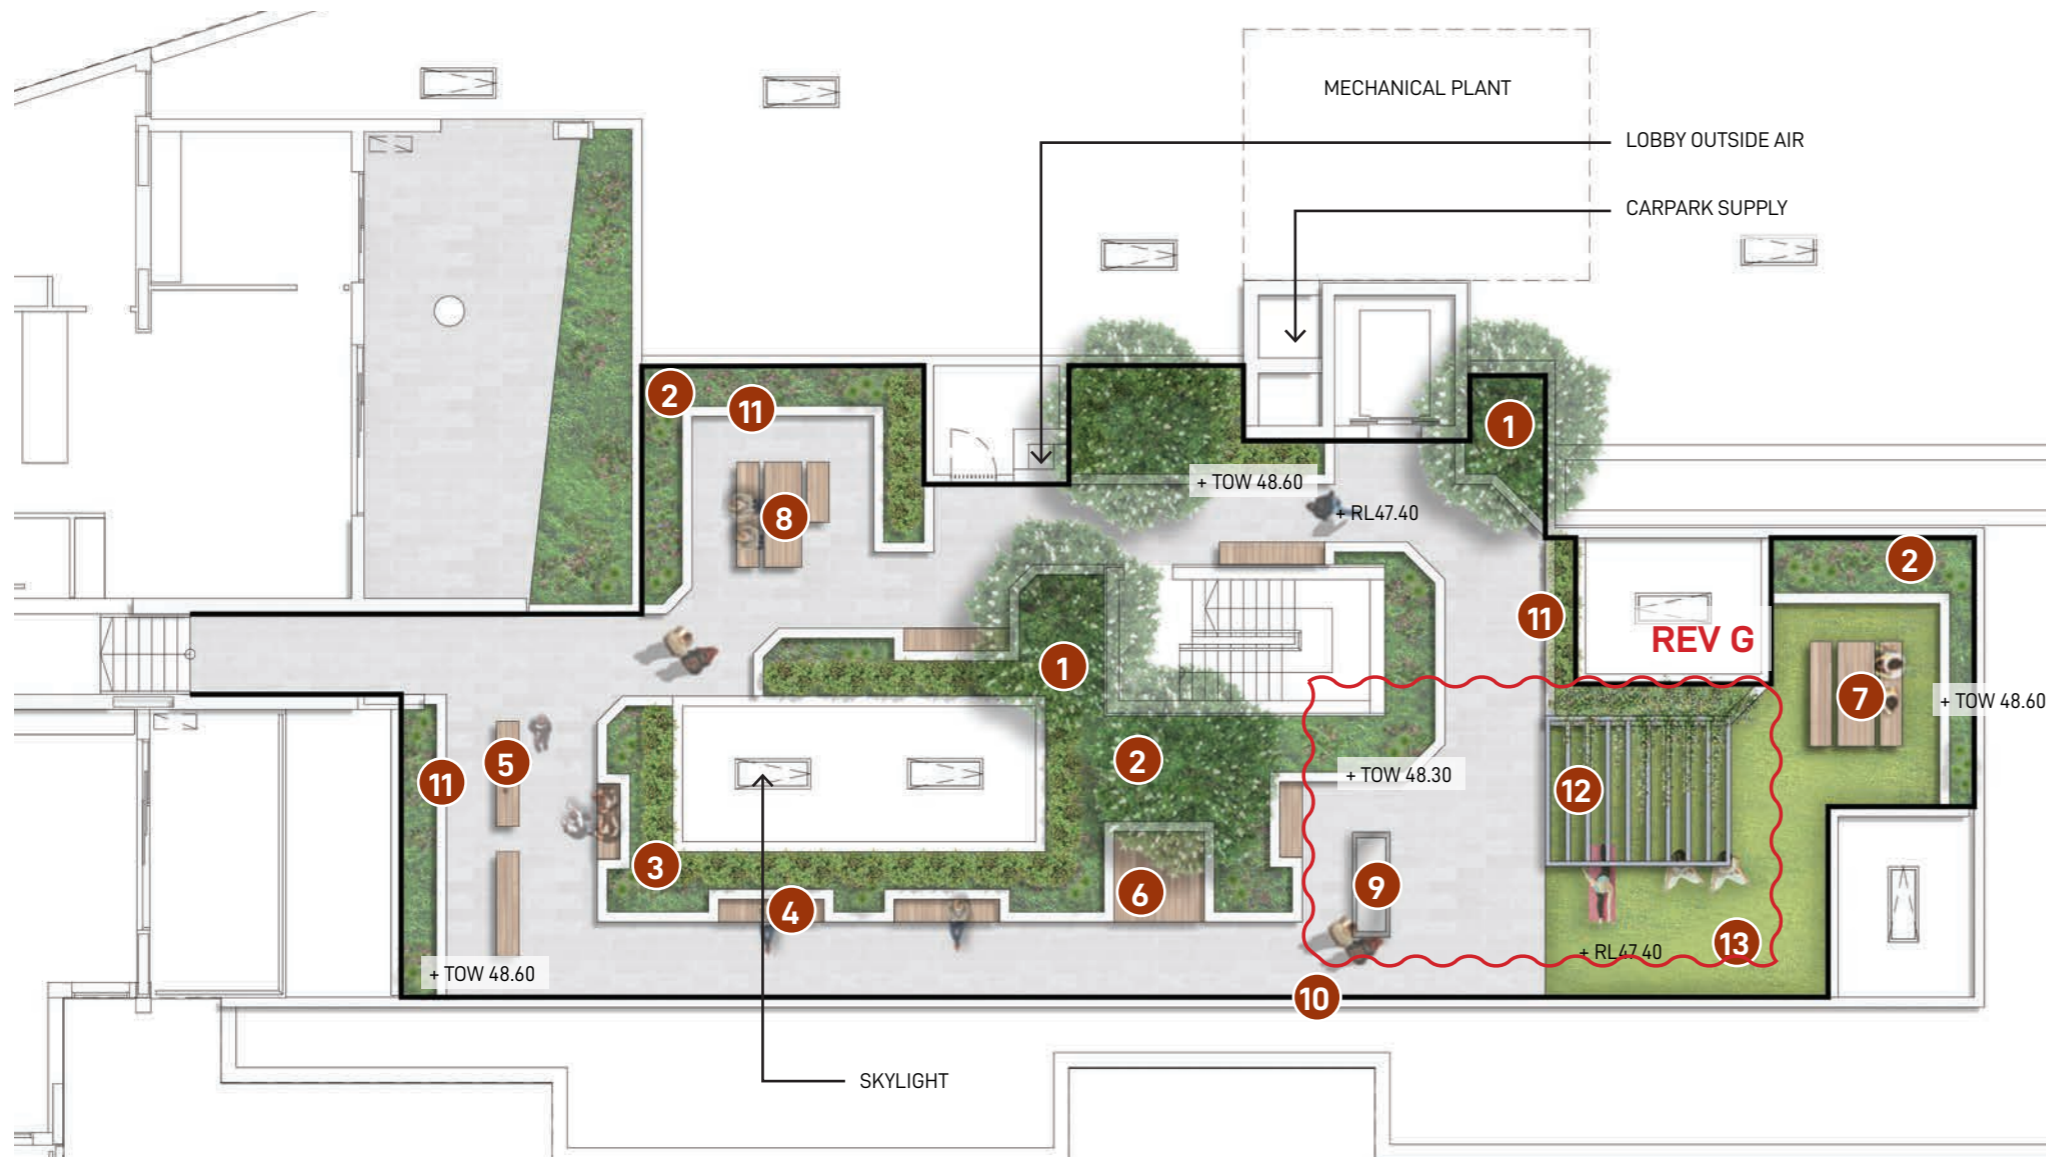 MECHANICAL PLANT
LOBBY OUTSIDE AIR
CARPARK SUPPLY
2
11
1
+ TOW 48.60
8
+ RL47.40
2
11
REV G
1
7
+ TOW 48.60
5
2
11
+ TOW 48.30
12
3
9
6
4
13
+ RL47 40
+ TOW 48.60
10
SKYLIGHT